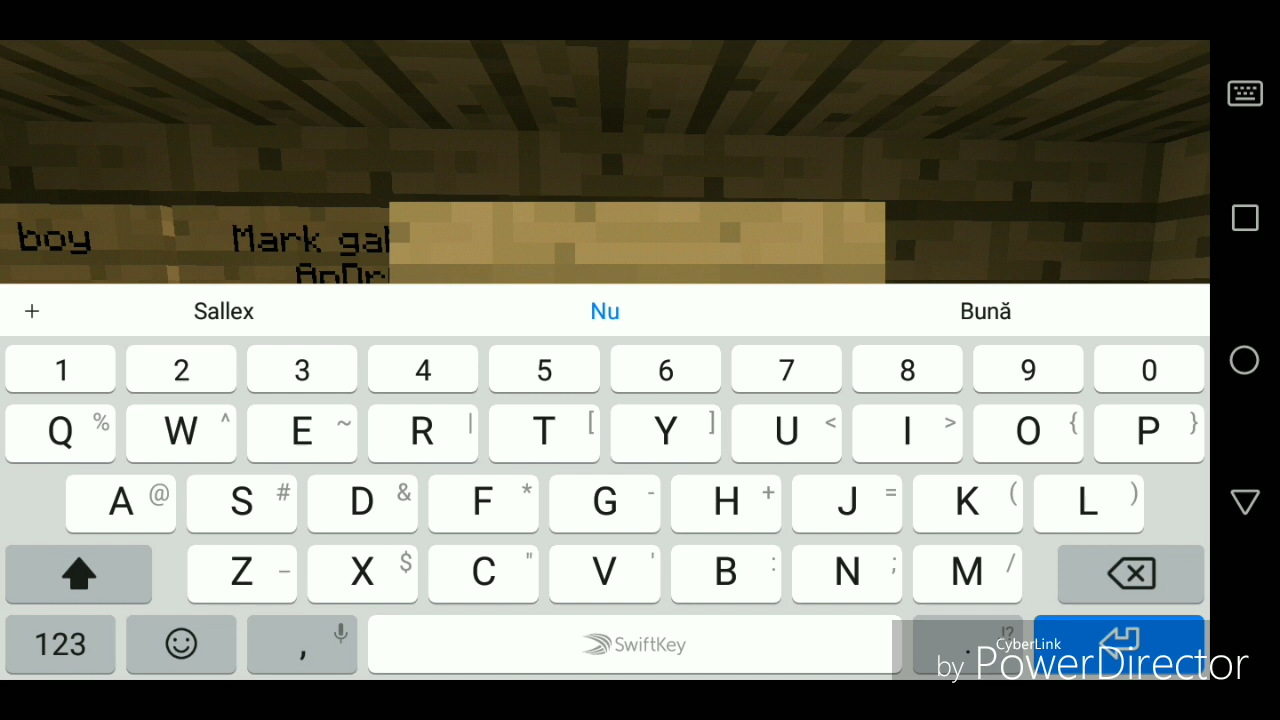 boy
Mark gal
AnDr
+ Sallex Nu Bună
1 2 3 4 5 6 7 8 9 0
Q % W ^ E ~ R | T [ Y ] U < I > O { P }
A @ S # D & F * G - H + J = K ( L )
Z _ X $ C " V ' B : N ; M /
123 , SwiftKey . !?
CyberLink
by PowerDirector